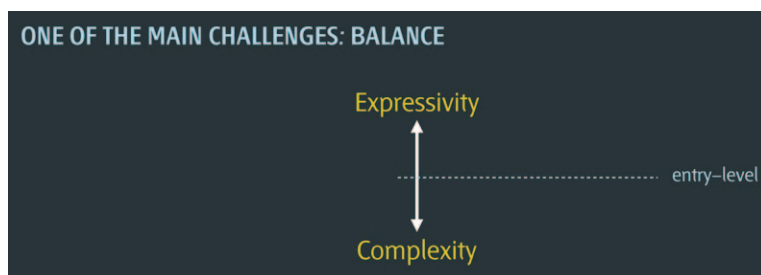 ONE OF THE MAIN CHALLENGES: BALANCE
Expressivity
entry–level
Complexity